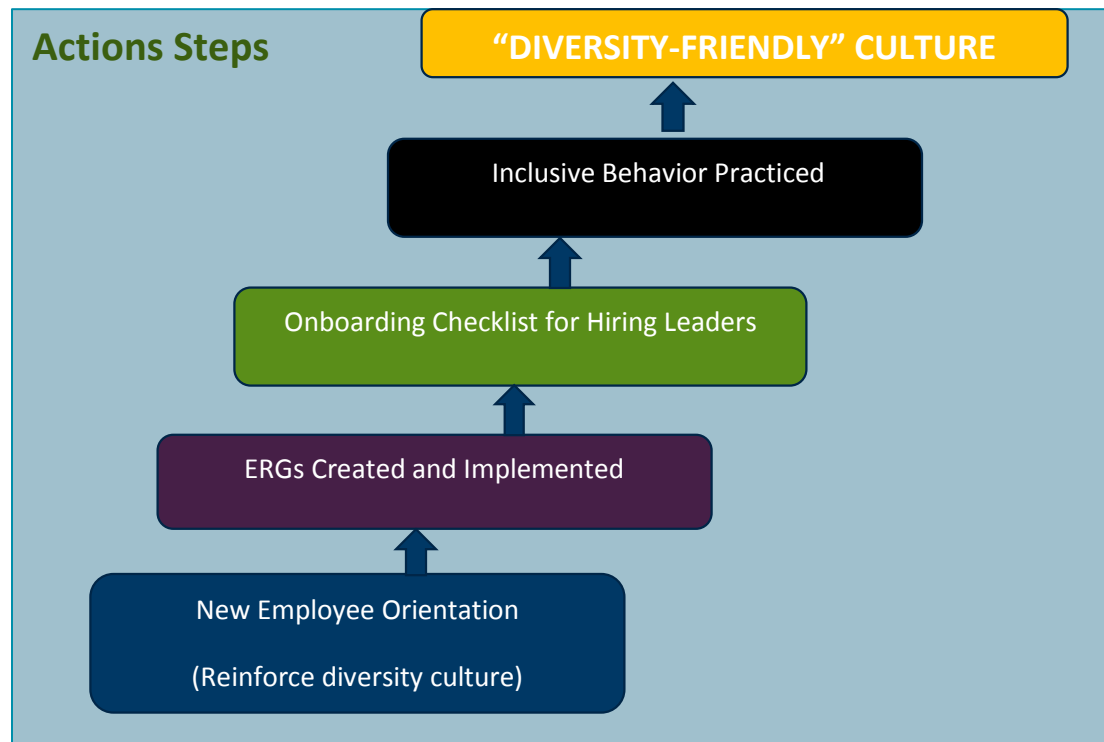 Actions Steps
“DIVERSITY-FRIENDLY” CULTURE
Inclusive Behavior Practiced
Onboarding Checklist for Hiring Leaders
ERGs Created and Implemented
New Employee Orientation
(Reinforce diversity culture)